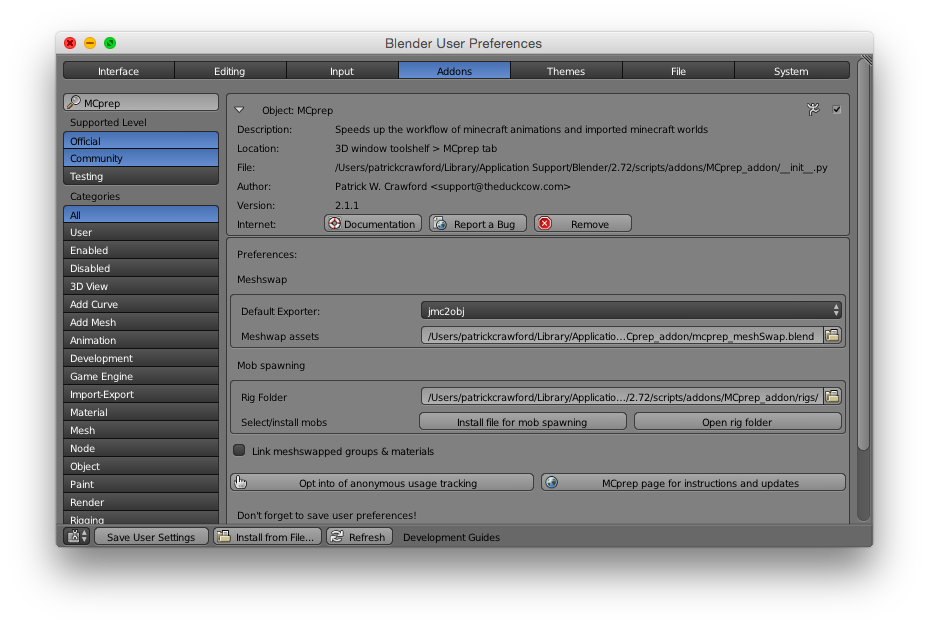 Blender User Preferences
Interface Editing Input Addons Themes File System
MCprep
Supported Level
Official
Community
Testing
Categories
All
User
Enabled
Disabled
3D View
Add Curve
Add Mesh
Animation
Development
Game Engine
Import-Export
Material
Mesh
Node
Object
Paint
Render
Rigging
Object: MCprep
Description: Speeds up the workflow of minecraft animations and imported minecraft worlds
Location: 3D window toolshelf > MCprep tab
File: /Users/patrickcrawford/Library/Application Support/Blender/2.72/scripts/addons/MCprep_addon/__init__.py
Author: Patrick W. Crawford <support@theduckcow.com>
Version: 2.1.1
Internet: Documentation Report a Bug Remove
Preferences:
Meshswap
Default Exporter: jmc2obj
Meshwap assets /Users/patrickcrawford/Library/Applicatio...Cprep_addon/mcprep_meshSwap.blend
Mob spawning
Rig Folder /Users/patrickcrawford/Library/Applicatio.../2.72/scripts/addons/MCprep_addon/rigs/
Select/install mobs Install file for mob spawning Open rig folder
Link meshswapped groups & materials
Opt into of anonymous usage tracking MCprep page for instructions and updates
Don't forget to save user preferences!
Save User Settings Install from File... Refresh Development Guides